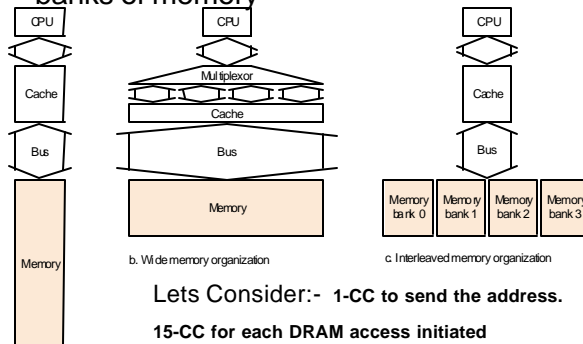 banks of memory
CPU
CPU
CPU
Multiplexor
Cache
Cache
Cache
Bus
Bus
Bus
Memory
Memory
Memory bank 0
Memory bank 1
Memory bank 2
Memory bank 3
b. Wide memory organization
c. Interleaved memory organization
Lets Consider:- 1-CC to send the address.
15-CC for each DRAM access initiated